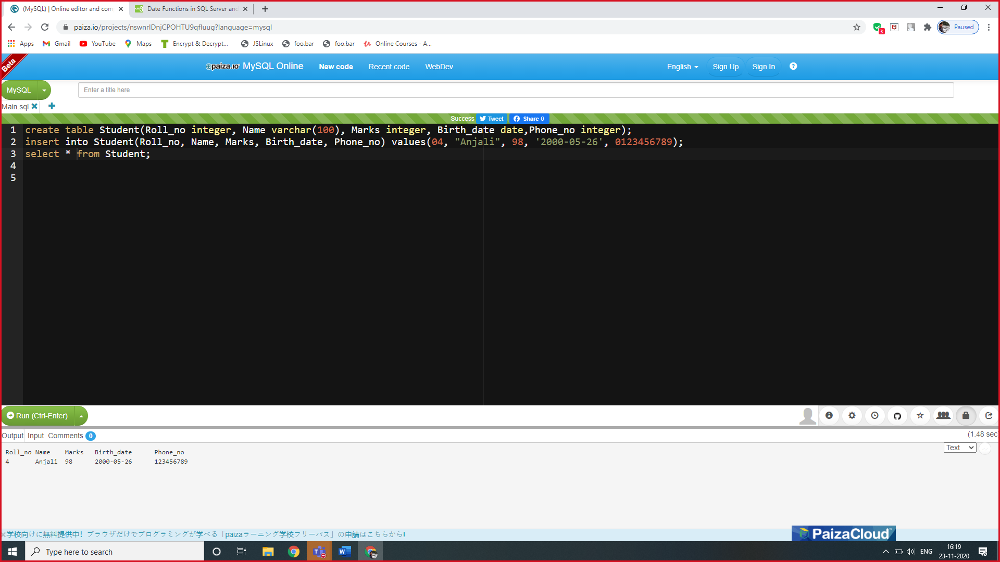 (MySQL) | Online editor and com
Date Functions in SQL Server and
paiza.io/projects/nswnrIDnjCPOHTU9qfIuug?language=mysql
3
Paused
Apps
Gmail
YouTube
Maps
Encrypt & Decrypt...
JSLinux
foo.bar
foo.bar
Online Courses - A...
Beta
paiza.IO MySQL Online
New code
Recent code
WebDev
English
Sign Up
Sign In
MySQL
Enter a title here
Main.sql
Success
Tweet
Share 0
1 create table Student(Roll_no integer, Name varchar(100), Marks integer, Birth_date date,Phone_no integer);
2 insert into Student(Roll_no, Name, Marks, Birth_date, Phone_no) values(04, "Anjali", 98, '2000-05-26', 0123456789);
3 select * from Student;
4
5
Run (Ctrl-Enter)
Output Input Comments 0
(1.48 sec
Text
Roll_no Name Marks Birth_date Phone_no
4 Anjali 98 2000-05-26 123456789
学校向けに無料提供中！ブラウザだけでプログラミングが学べる「paizaラーニング学校フリーパス」の申請はこちらから!
PaizaCloud
Type here to search
ENG
16:19
23-11-2020